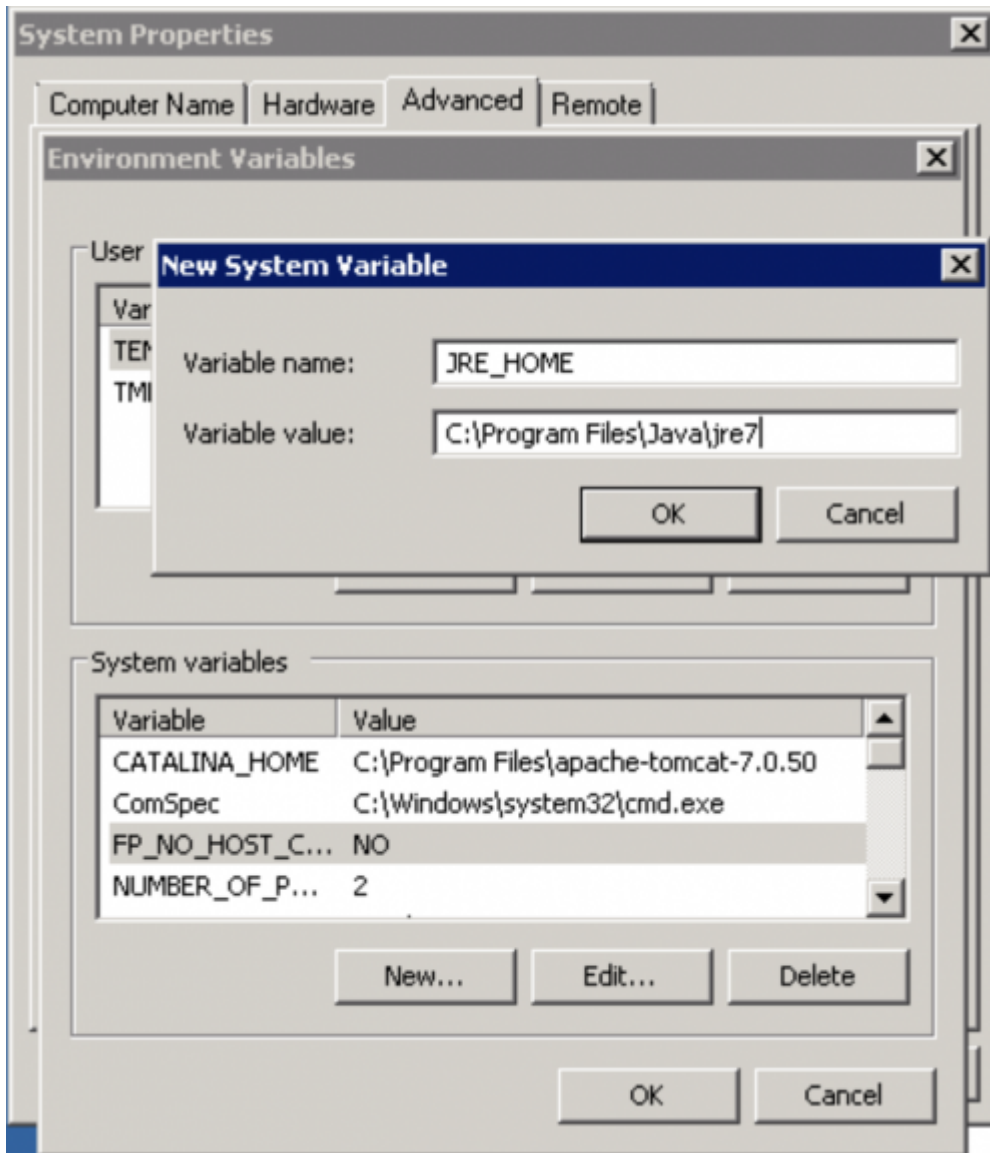 System Properties
Computer Name Hardware Advanced Remote
Environment Variables
User
New System Variable
Variable name: JRE_HOME
Variable value: C:\Program Files\Java\jre7
OK Cancel
System variables
Variable Value
CATALINA_HOME C:\Program Files\apache-tomcat-7.0.50
ComSpec C:\Windows\system32\cmd.exe
FP_NO_HOST_C... NO
NUMBER_OF_P... 2
New... Edit... Delete
OK Cancel